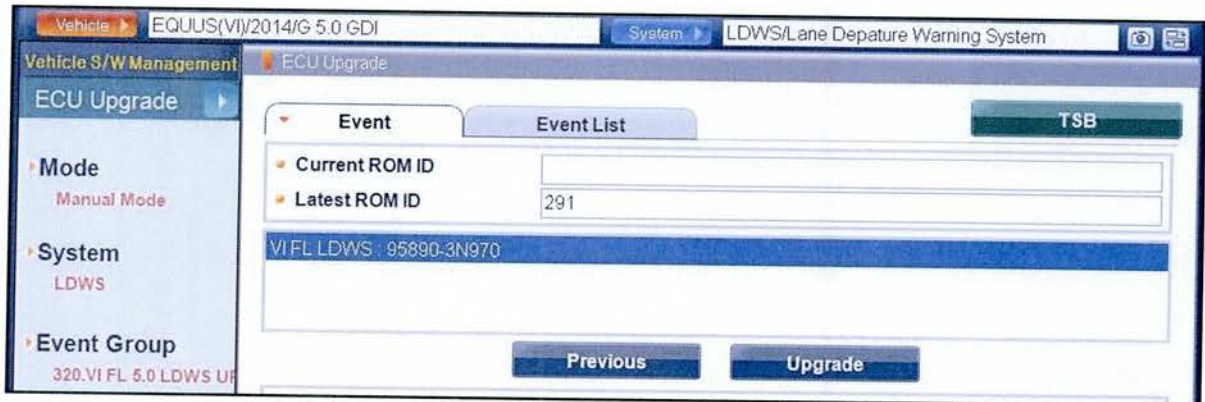 Vehicle EQUUS(VI)/2014/G 5.0 GDI System LDWS/Lane Depature Warning System
Vehicle S/W Management
ECU Upgrade
ECU Upgrade
Event Event List TSB
Mode
Manual Mode
Current ROM ID
Latest ROM ID 291
System
LDWS
VI FL LDWS : 95890-3N970
Event Group
320.VI FL 5.0 LDWS
Previous Upgrade